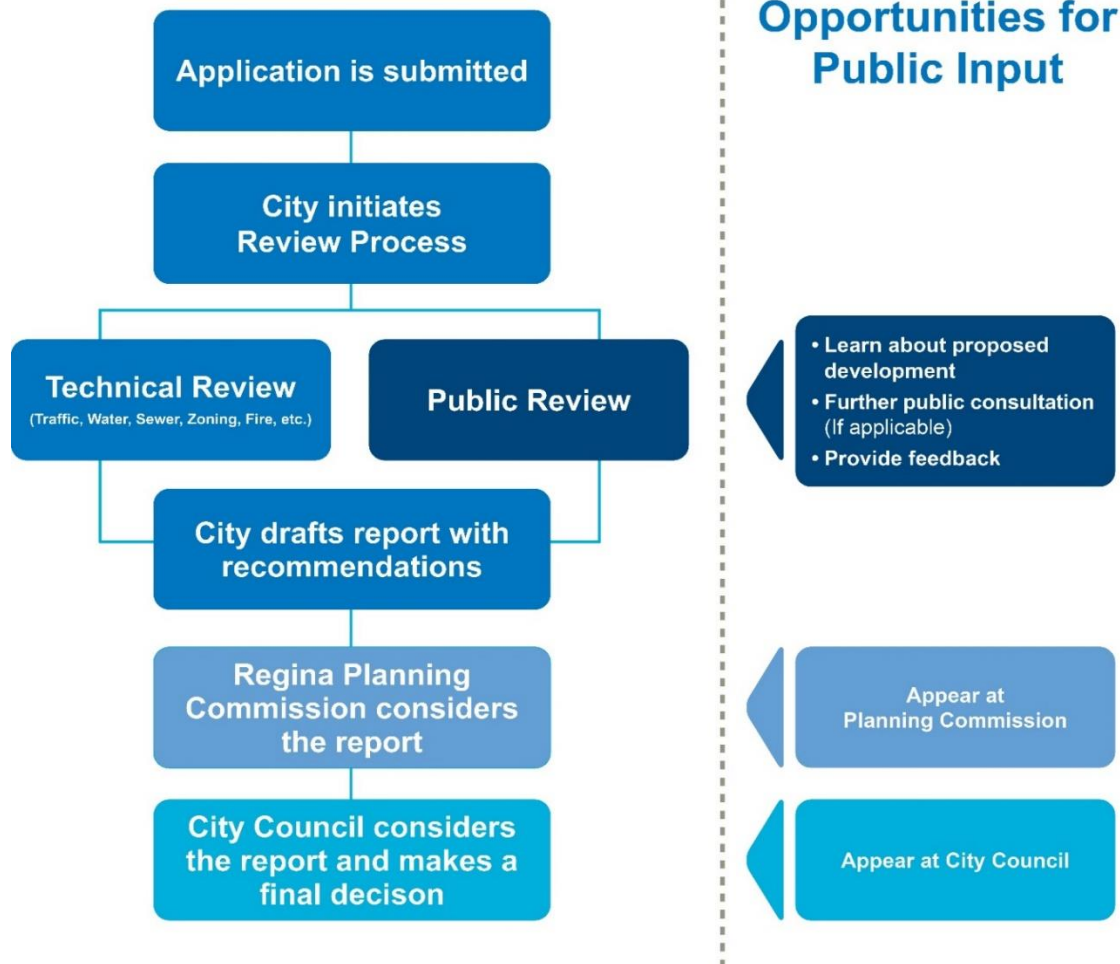 Opportunities for
Public Input
Application is submitted
City initiates
Review Process
Technical Review
(Traffic, Water, Sewer, Zoning, Fire, etc.)
Public Review
• Learn about proposed
development
• Further public consultation
(If applicable)
• Provide feedback
City drafts report with
recommendations
Regina Planning
Commission considers
the report
Appear at
Planning Commission
City Council considers
the report and makes a
final decison
Appear at City Council